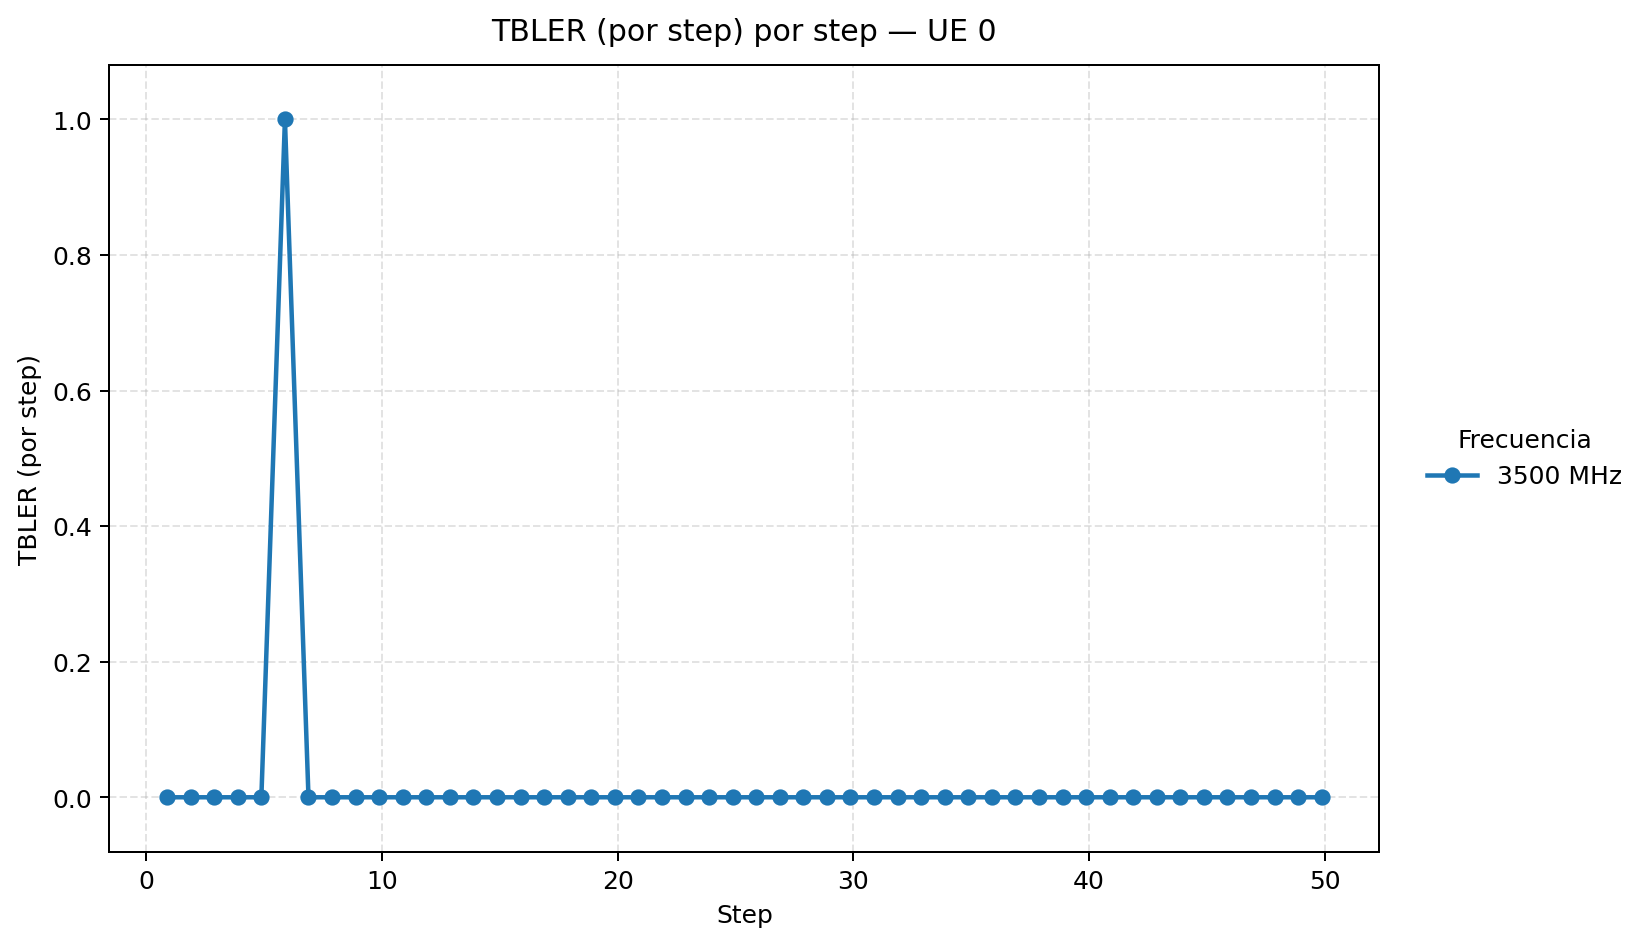 TBLER (por step) por step — UE 0
TBLER (por step)
1.0
0.8
0.6
0.4
0.2
0.0
0 10 20 30 40 50
Step
Frecuencia
3500 MHz